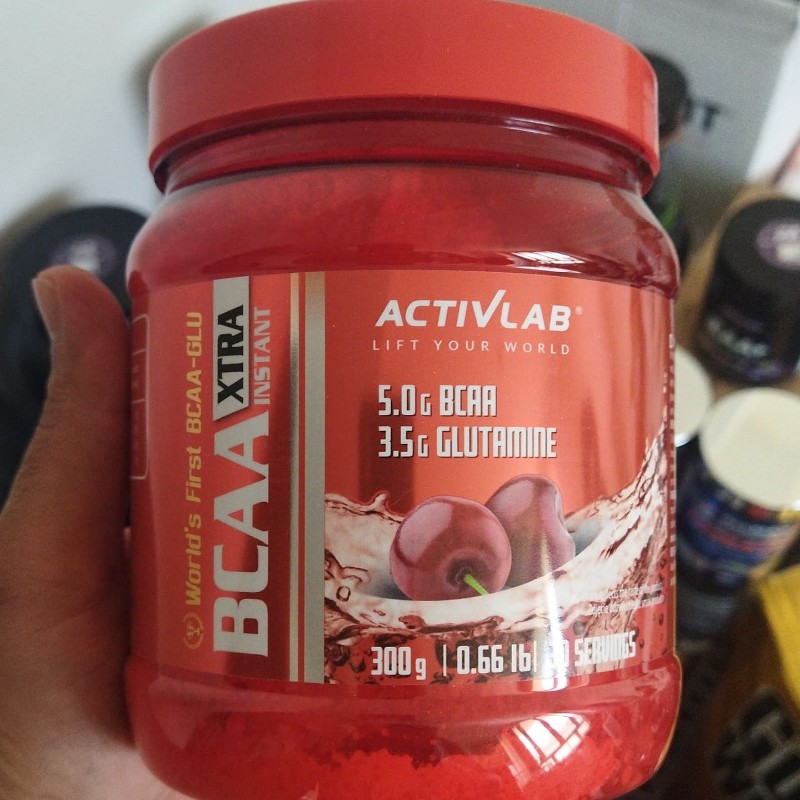 ACTIVLAB®
LIFT YOUR WORLD
5.0G BCAA
3.5G GLUTAMINE
World's First BCAA-GLU
BCAA XTRA
INSTANT
300g | 0.66 lb| SERVINGS